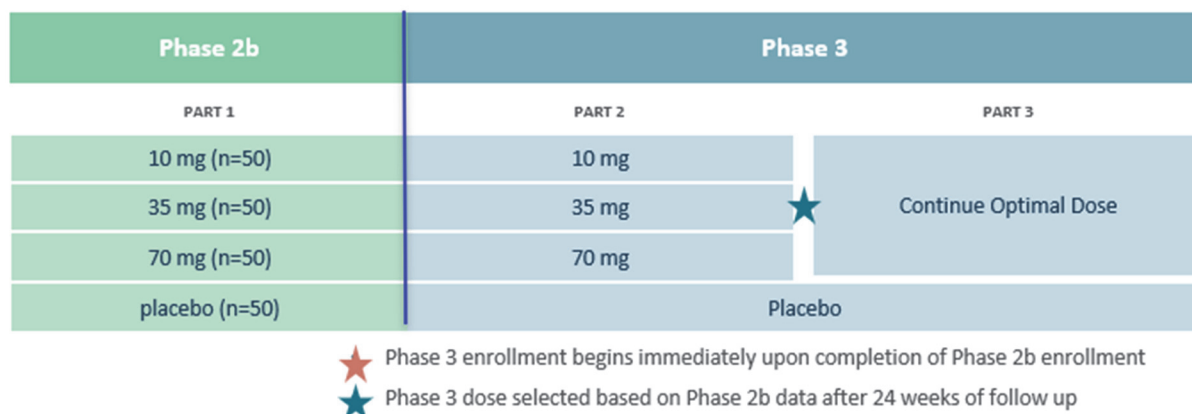 Phase 2b
Phase 3
PART 1
PART 2
PART 3
10 mg (n=50)
10 mg
35 mg (n=50)
35 mg
Continue Optimal Dose
70 mg (n=50)
70 mg
placebo (n=50)
Placebo
Phase 3 enrollment begins immediately upon completion of Phase 2b enrollment
Phase 3 dose selected based on Phase 2b data after 24 weeks of follow up